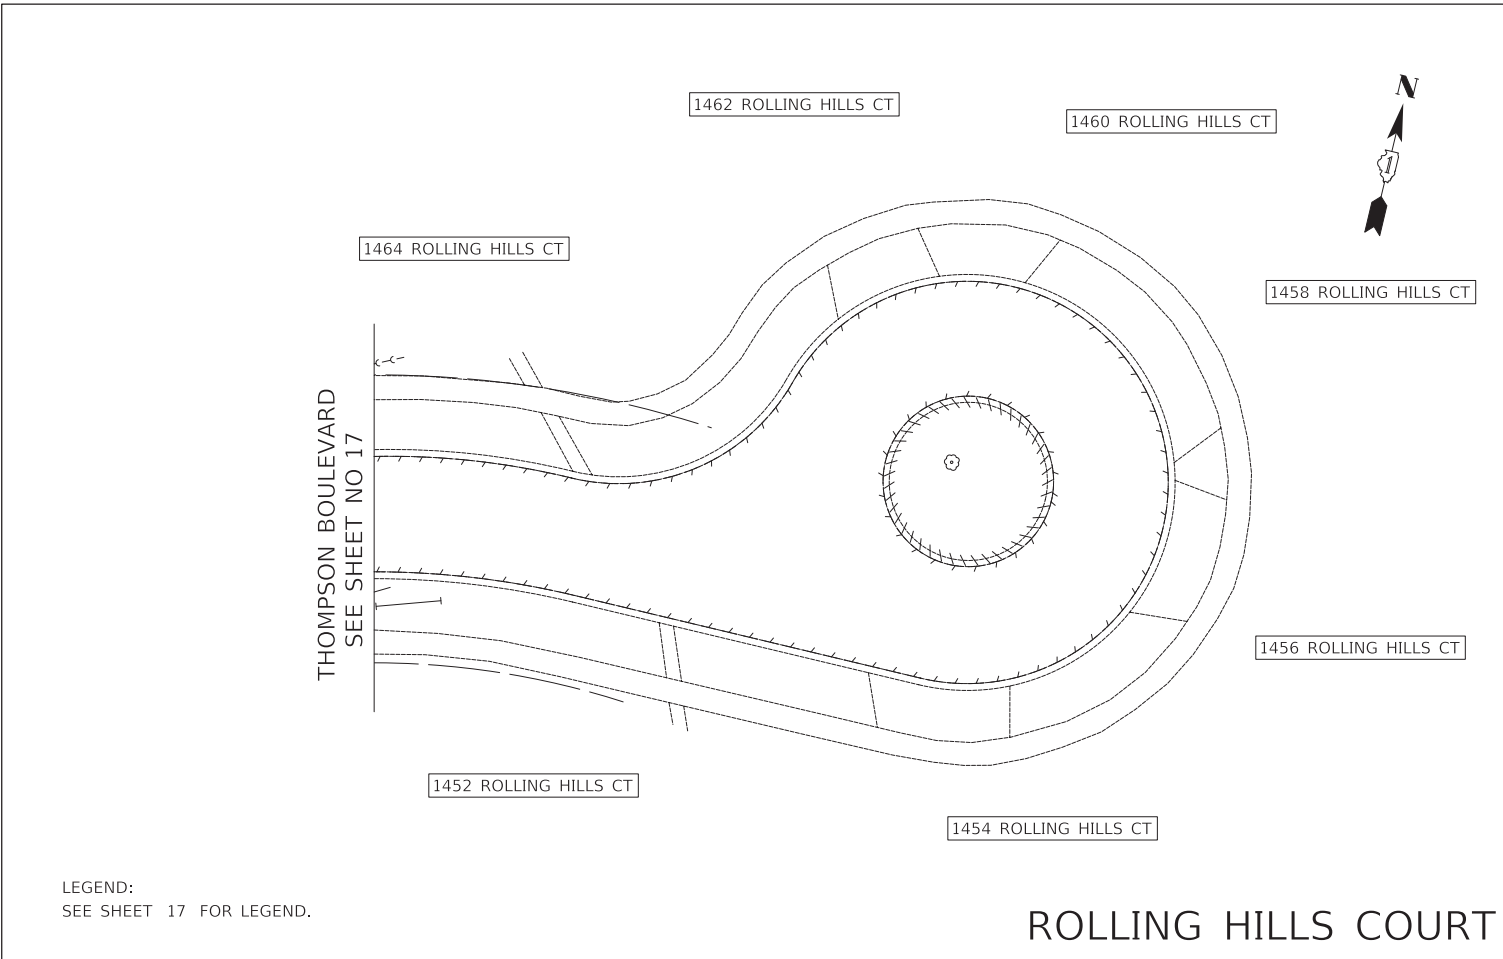 1462 ROLLING HILLS CT
1460 ROLLING HILLS CT
N
1
1464 ROLLING HILLS CT
1458 ROLLING HILLS CT
THOMPSON BOULEVARD
SEE SHEET NO 17
1456 ROLLING HILLS CT
1452 ROLLING HILLS CT
1454 ROLLING HILLS CT
LEGEND:
SEE SHEET 17 FOR LEGEND.
ROLLING HILLS COURT